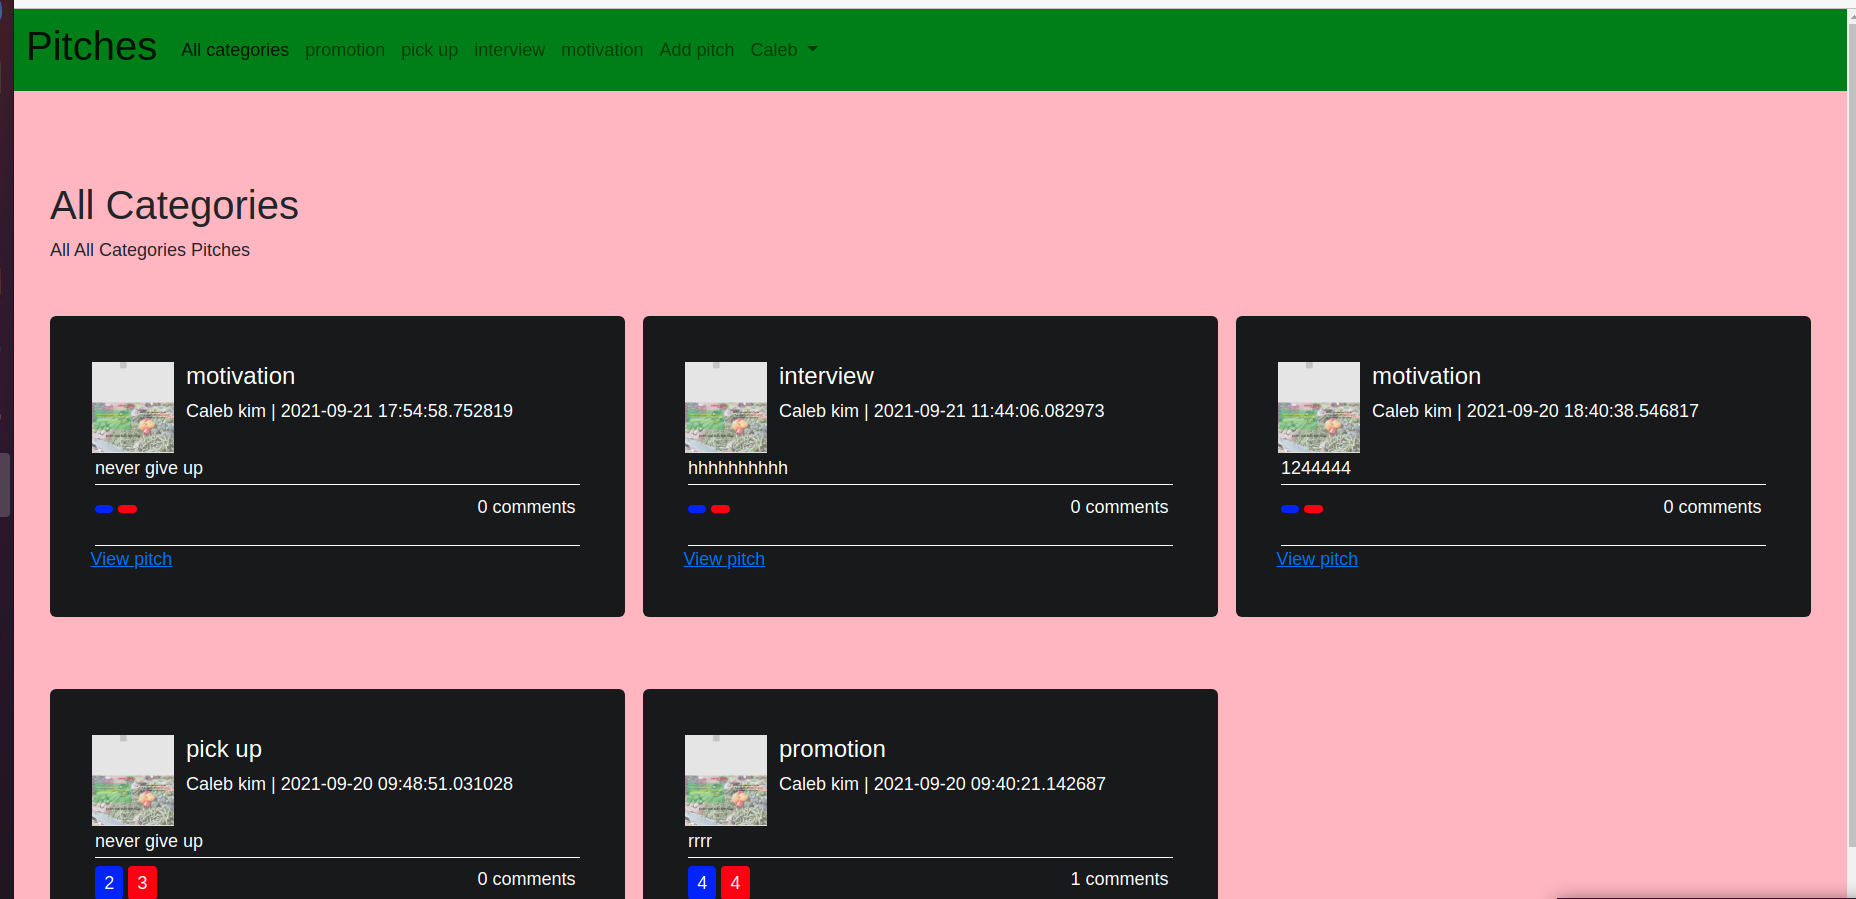 Pitches All categories promotion pick up interview motivation Add pitch Caleb
All Categories
All All Categories Pitches
motivation
Caleb kim | 2021-09-21 17:54:58.752819
never give up
0 comments
View pitch
interview
Caleb kim | 2021-09-21 11:44:06.082973
hhhhhhhhhh
0 comments
View pitch
motivation
Caleb kim | 2021-09-20 18:40:38.546817
1244444
0 comments
View pitch
pick up
Caleb kim | 2021-09-20 09:48:51.031028
never give up
2 3 0 comments
promotion
Caleb kim | 2021-09-20 09:40:21.142687
rrrr
4 4 1 comments